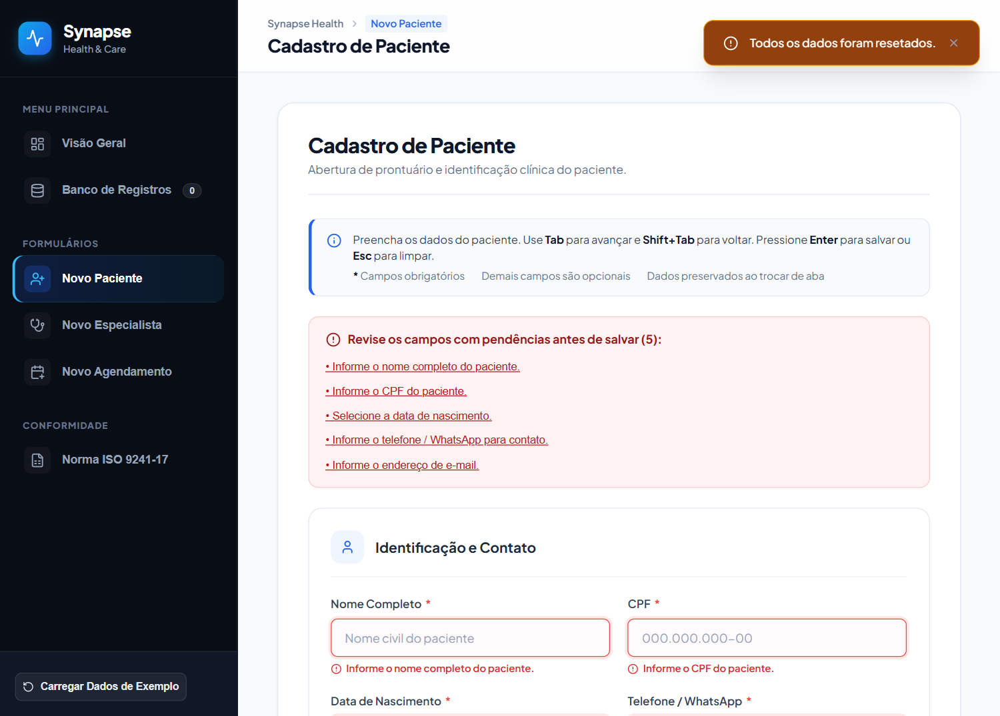 Synapse
Health & Care
MENU PRINCIPAL
Visão Geral
Banco de Registros 0
FORMULÁRIOS
Novo Paciente
Novo Especialista
Novo Agendamento
CONFORMIDADE
Norma ISO 9241-17
Carregar Dados de Exemplo
Synapse Health > Novo Paciente
Cadastro de Paciente
Todos os dados foram resetados.
Cadastro de Paciente
Abertura de prontuário e identificação clínica do paciente.
Preencha os dados do paciente. Use Tab para avançar e Shift+Tab para voltar. Pressione Enter para salvar ou
Esc para limpar.
* Campos obrigatórios Demais campos são opcionais Dados preservados ao trocar de aba
Revise os campos com pendências antes de salvar (5):
• Informe o nome completo do paciente.
• Informe o CPF do paciente.
• Selecione a data de nascimento.
• Informe o telefone / WhatsApp para contato.
• Informe o endereço de e-mail.
Identificação e Contato
Nome Completo * CPF *
Nome civil do paciente 000.000.000-00
Informe o nome completo do paciente. Informe o CPF do paciente.
Data de Nascimento * Telefone / WhatsApp *